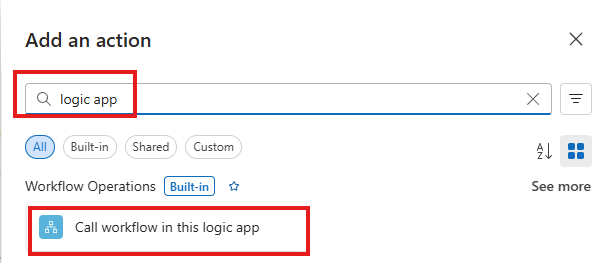 Add an action
logic app
All Built-in Shared Custom
A
Z
Workflow Operations Built-in See more
Call workflow in this logic app